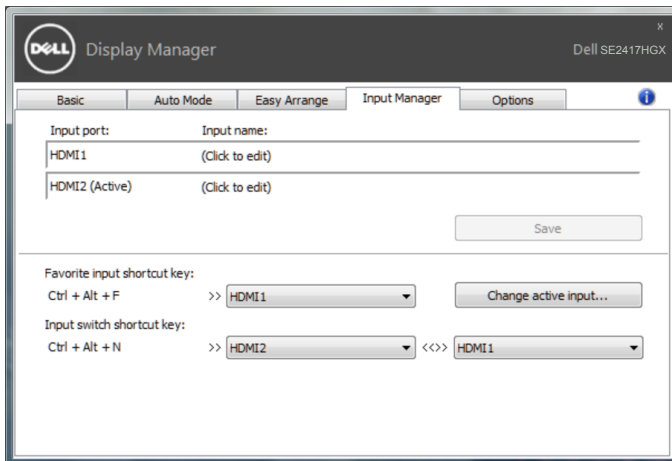 x
DELL Display Manager Dell SE2417HGX
Basic Auto Mode Easy Arrange Input Manager Options i
Input port: Input name:
HDMI1 (Click to edit)
HDMI2 (Active) (Click to edit)
Save
Favorite input shortcut key:
Ctrl + Alt + F >> HDMI1 Change active input...
Input switch shortcut key:
Ctrl + Alt + N >> HDMI2 <<>> HDMI1